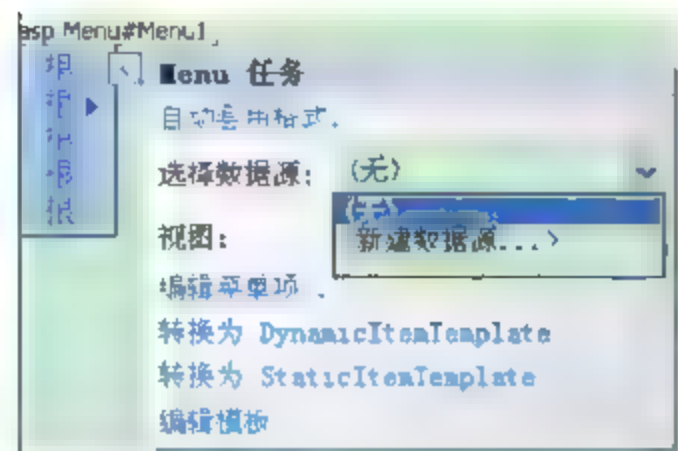 asp Menu#Menu1
Menu 任务
自动套用格式.
选择数据源: (无)
(无)
新建数据源...>
视图:
编辑菜单项.
转换为 DynamicItemTemplate
转换为 StaticItemTemplate
编辑模板